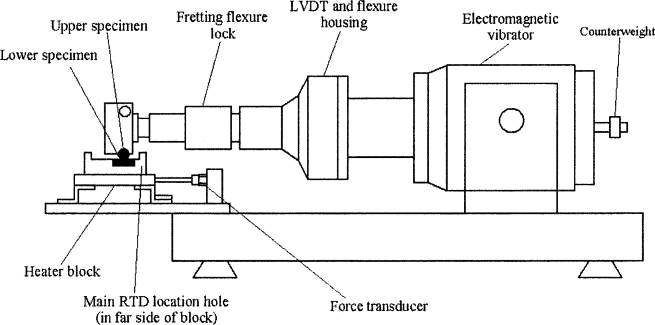 Upper specimen
Lower specimen
Fretting flexure
lock
LVDT and flexure
housing
Electromagnetic
vibrator
Counterweight
Heater block
Main RTD location hole
(in far side of block)
Force transducer